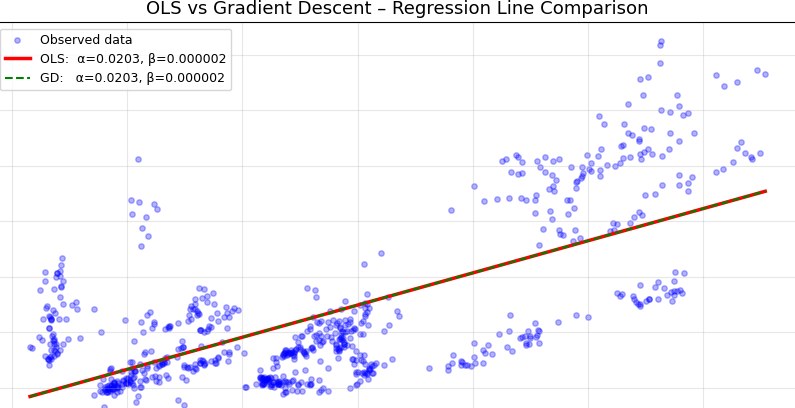 OLS vs Gradient Descent – Regression Line Comparison
Observed data
OLS: α=0.0203, β=0.000002
GD: α=0.0203, β=0.000002